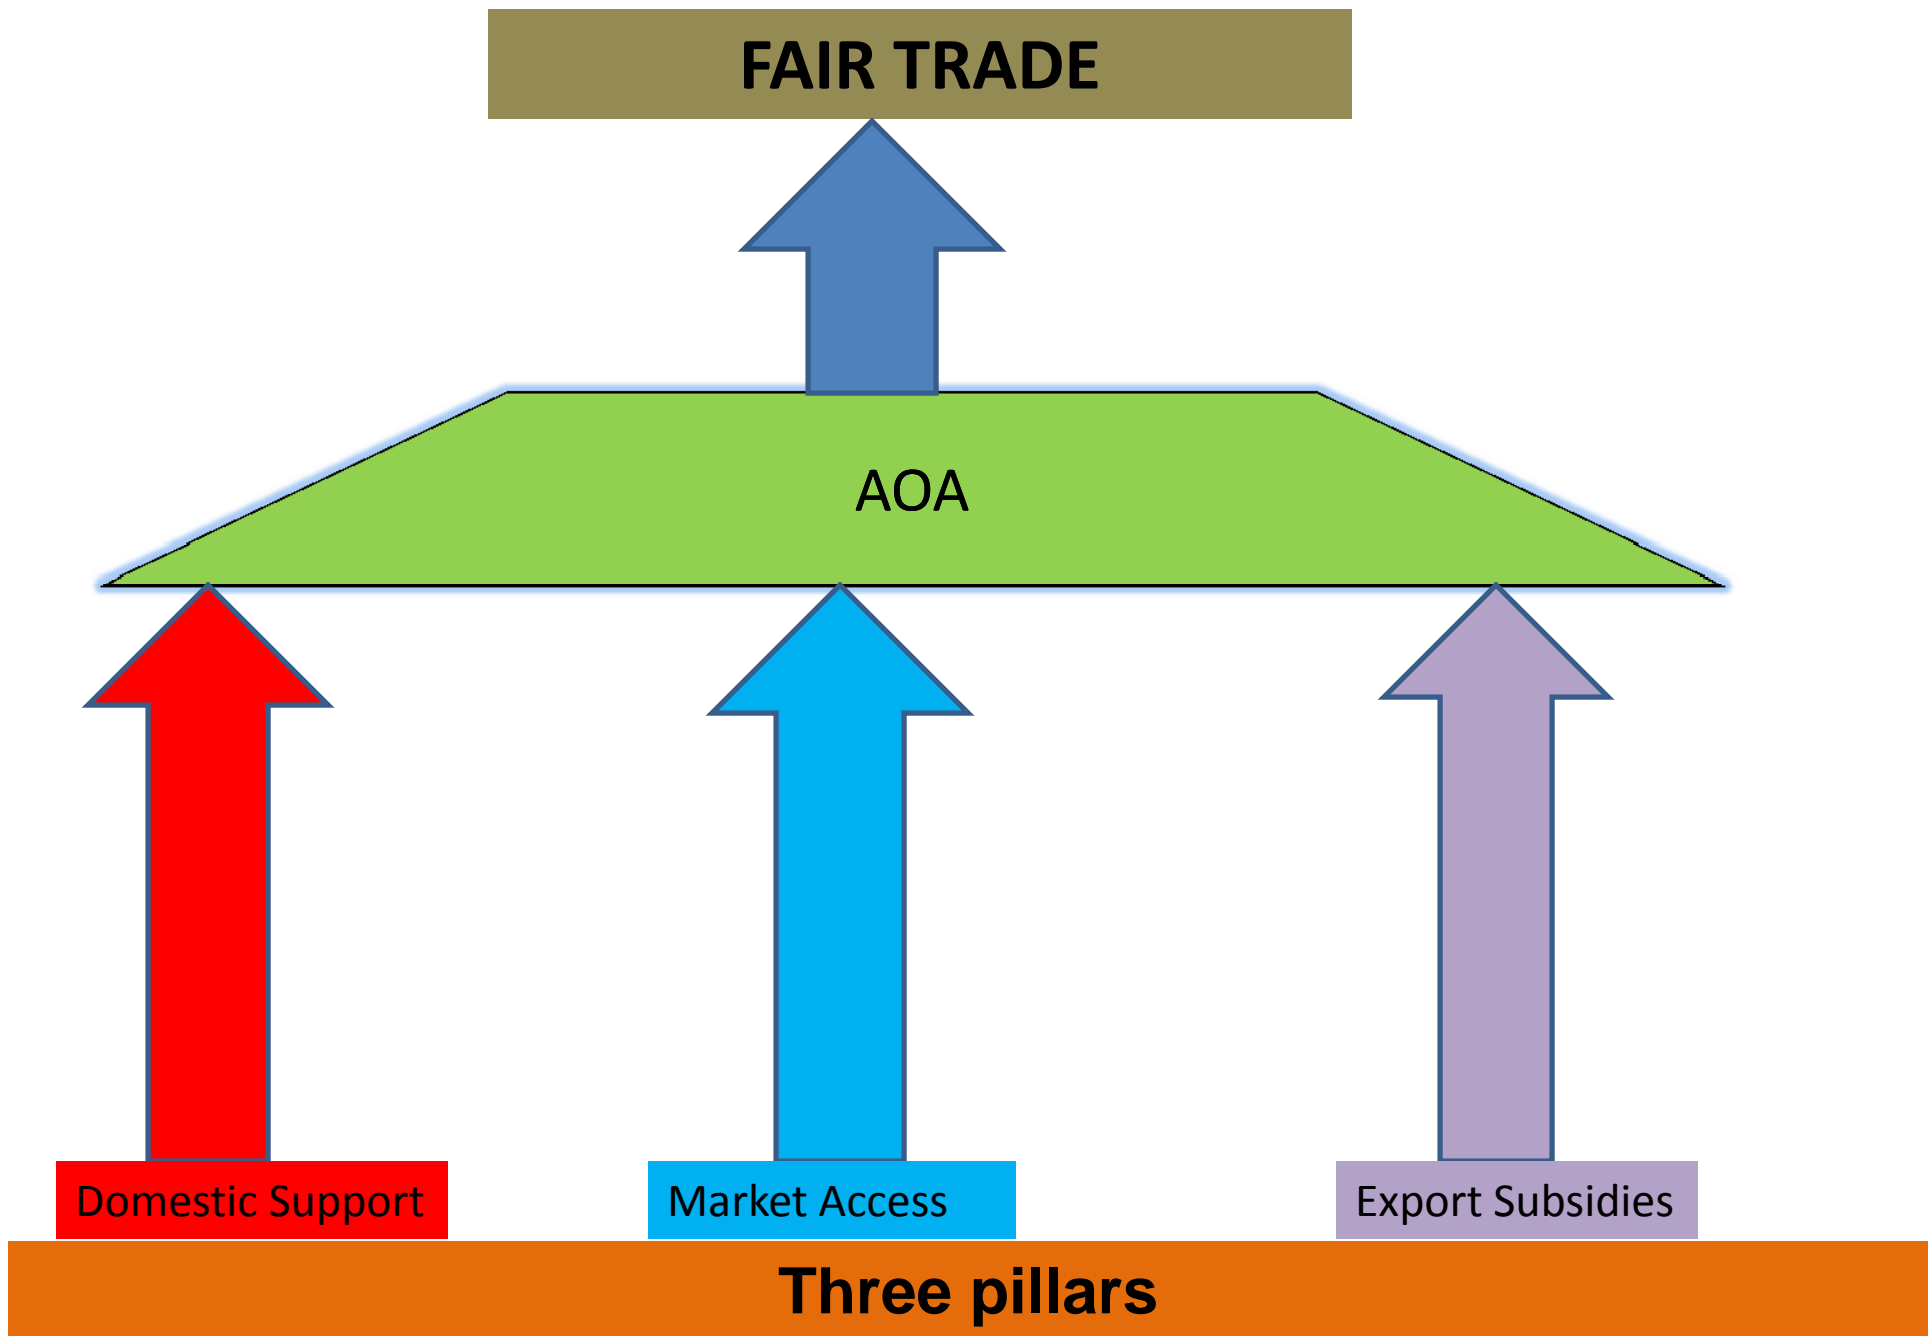 FAIR TRADE
AOA
Domestic Support
Market Access
Export Subsidies
Three pillars